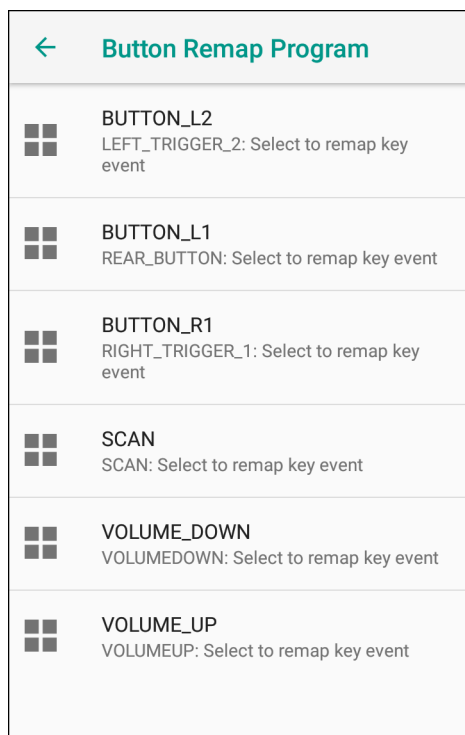 Button Remap Program
BUTTON_L2
LEFT_TRIGGER_2: Select to remap key
event
BUTTON_L1
REAR_BUTTON: Select to remap key event
BUTTON_R1
RIGHT_TRIGGER_1: Select to remap key
event
SCAN
SCAN: Select to remap key event
VOLUME_DOWN
VOLUMEDOWN: Select to remap key event
VOLUME_UP
VOLUMEUP: Select to remap key event